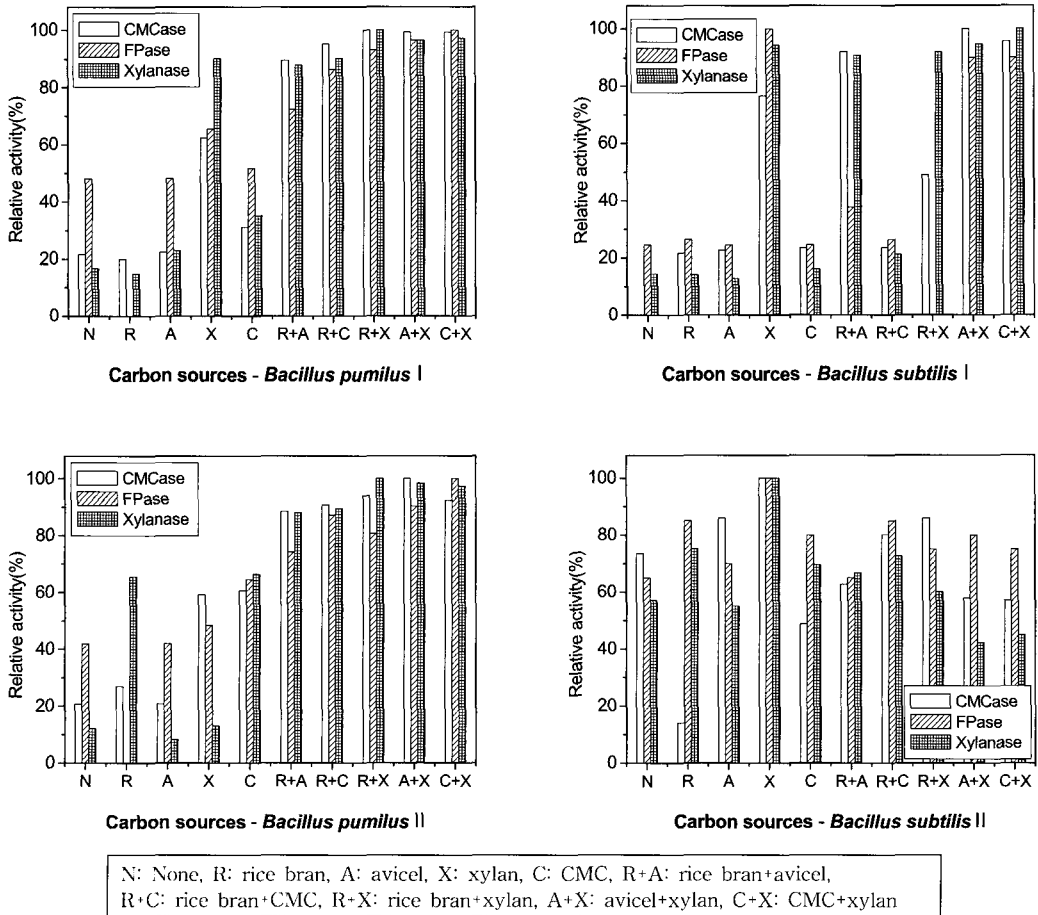 Relative activity(%)
100
80
60
40
20
0
CMCase
FPase
Xylanase
N R A X C R+A R+C R+X A+X C+X
Carbon sources - Bacillus pumilus I
Relative activity(%)
100
80
60
40
20
0
CMCase
FPase
Xylanase
N R A X C R+A R+C R+X A+X C+X
Carbon sources - Bacillus subtilis I
Relative activity(%)
100
80
60
40
20
0
CMCase
FPase
Xylanase
N R A X C R+A R+C R+X A+X C+X
Carbon sources - Bacillus pumilus II
Relative activity(%)
100
80
60
40
20
0
CMCase
FPase
Xylanase
N R A X C R+A R+C R+X A+X C+X
Carbon sources - Bacillus subtilis II
N: None, R: rice bran, A: avicel, X: xylan, C: CMC, R+A: rice bran+avicel,
R+C: rice bran+CMC, R+X: rice bran+xylan, A+X: avicel+xylan, C+X: CMC+xylan